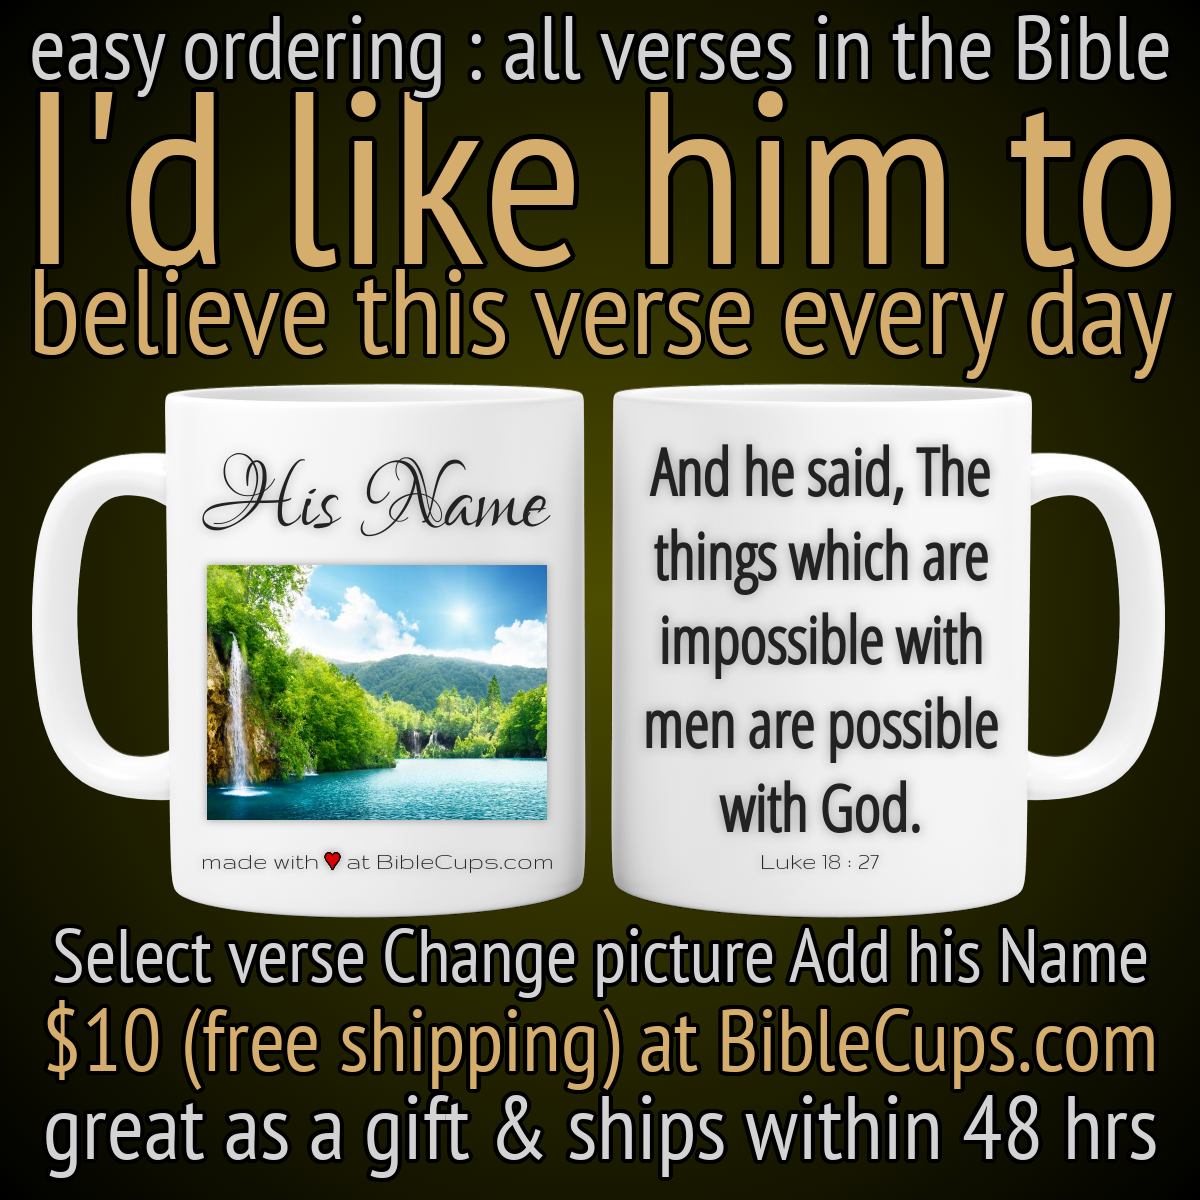 easy ordering : all verses in the Bible
I'd like him to
believe this verse every day
His Name
made with ♥ at BibleCups.com
And he said, The
things which are
impossible with
men are possible
with God.
Luke 18 : 27
Select verse Change picture Add his Name
$10 (free shipping) at BibleCups.com
great as a gift & ships within 48 hrs